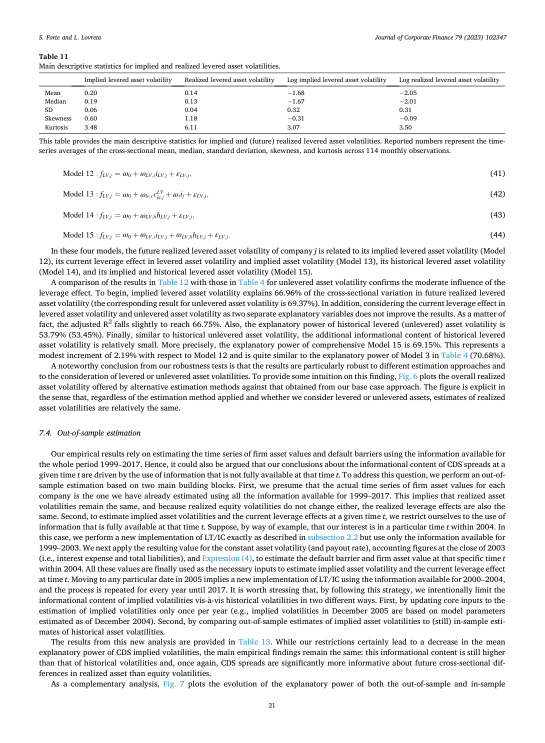 S. Forte and L. Lovreta
Journal of Corporate Finance 79 (2023) 102347
Table 11
Main descriptive statistics for implied and realized levered asset volatilities.
Implied levered asset volatility Realized levered asset volatility Log implied levered asset volatility Log realized levered asset volatility
Mean 0.20 0.14 −1.68 −2.05
Median 0.19 0.13 −1.67 −2.01
SD 0.06 0.04 0.32 0.31
Skewness 0.60 1.18 −0.31 −0.09
Kurtosis 3.48 6.11 3.07 3.50
This table provides the main descriptive statistics for implied and (future) realized levered asset volatilities. Reported numbers represent the time-
series averages of the cross-sectional mean, median, standard deviation, skewness, and kurtosis across 114 monthly observations.
Model 12 : (41)
Model 13 : (42)
Model 14 : (43)
Model 15 : (44)
In these four models, the future realized levered asset volatility of company j is related to its implied levered asset volatility (Model
12), its current leverage effect in levered asset volatility and implied asset volatility (Model 13), its historical levered asset volatility
(Model 14), and its implied and historical levered asset volatility (Model 15).
A comparison of the results in Table 12 with those in Table 4 for unlevered asset volatility confirms the moderate influence of the
leverage effect. To begin, implied levered asset volatility explains 66.96% of the cross-sectional variation in future realized levered
asset volatility (the corresponding result for unlevered asset volatility is 69.37%). In addition, considering the current leverage effect in
levered asset volatility and unlevered asset volatility as two separate explanatory variables does not improve the results. As a matter of
fact, the adjusted R² falls slightly to 66.75%. Also, the explanatory power of historical levered (unlevered) asset volatility is
53.79% (53.45%). Finally, similar to historical unlevered asset volatility, the additional informational content of historical levered
asset volatility is relatively small. More precisely, the explanatory power of comprehensive Model 15 is 69.15%. This represents a
modest increment of 2.19% with respect to Model 12 and is quite similar to the explanatory power of Model 3 in Table 4 (70.68%).
A noteworthy conclusion from our robustness tests is that the results are particularly robust to different estimation approaches and
to the consideration of levered or unlevered asset volatilities. To provide some intuition on this finding, Fig. 6 plots the overall realized
asset volatility offered by alternative estimation methods against that obtained from our base case approach. The figure is explicit in
the sense that, regardless of the estimation method applied and whether we consider levered or unlevered assets, estimates of realized
asset volatilities are relatively the same.
7.4. Out-of-sample estimation
Our empirical results rely on estimating the time series of firm asset values and default barriers using the information available for
the whole period 1999–2017. Hence, it could also be argued that our conclusions about the informational content of CDS spreads at a
given time t are driven by the use of information that is not fully available at that time t. To address this question, we perform an out-of-
sample estimation based on two main building blocks. First, we presume that the actual time series of firm asset values for each
company is the one we have already estimated using all the information available for 1999–2017. This implies that realized asset
volatilities remain the same, and because realized equity volatilities do not change either, the realized leverage effects are also the
same. Second, to estimate implied asset volatilities and the current leverage effects at a given time t, we restrict ourselves to the use of
information that is fully available at that time t. Suppose, by way of example, that our interest is in a particular time t within 2004. In
this case, we perform a new implementation of LT/IC exactly as described in subsection 2.2 but use only the information available for
1999–2003. We next apply the resulting value for the constant asset volatility (and payout rate), accounting figures at the close of 2003
(i.e., interest expense and total liabilities), and Expression (4), to estimate the default barrier and firm asset value at that specific time t
within 2004. All these values are finally used as the necessary inputs to estimate implied asset volatility and the current leverage effect
at time t. Moving to any particular date in 2005 implies a new implementation of LT/IC using the information available for 2000–2004,
and the process is repeated for every year until 2017. It is worth stressing that, by following this strategy, we intentionally limit the
informational content of implied volatilities vis-à-vis historical volatilities in two different ways. First, by updating core inputs to the
estimation of implied volatilities only once per year (e.g., implied volatilities in December 2005 are based on model parameters
estimated as of December 2004). Second, by comparing out-of-sample estimates of implied asset volatilities to (still) in-sample esti-
mates of historical asset volatilities.
The results from this new analysis are provided in Table 13. While our restrictions certainly lead to a decrease in the mean
explanatory power of CDS implied volatilities, the main empirical findings remain the same: this informational content is still higher
than that of historical volatilities and, once again, CDS spreads are significantly more informative about future cross-sectional dif-
ferences in realized asset than equity volatilities.
As a complementary analysis, Fig. 7 plots the evolution of the explanatory power of both the out-of-sample and in-sample
21